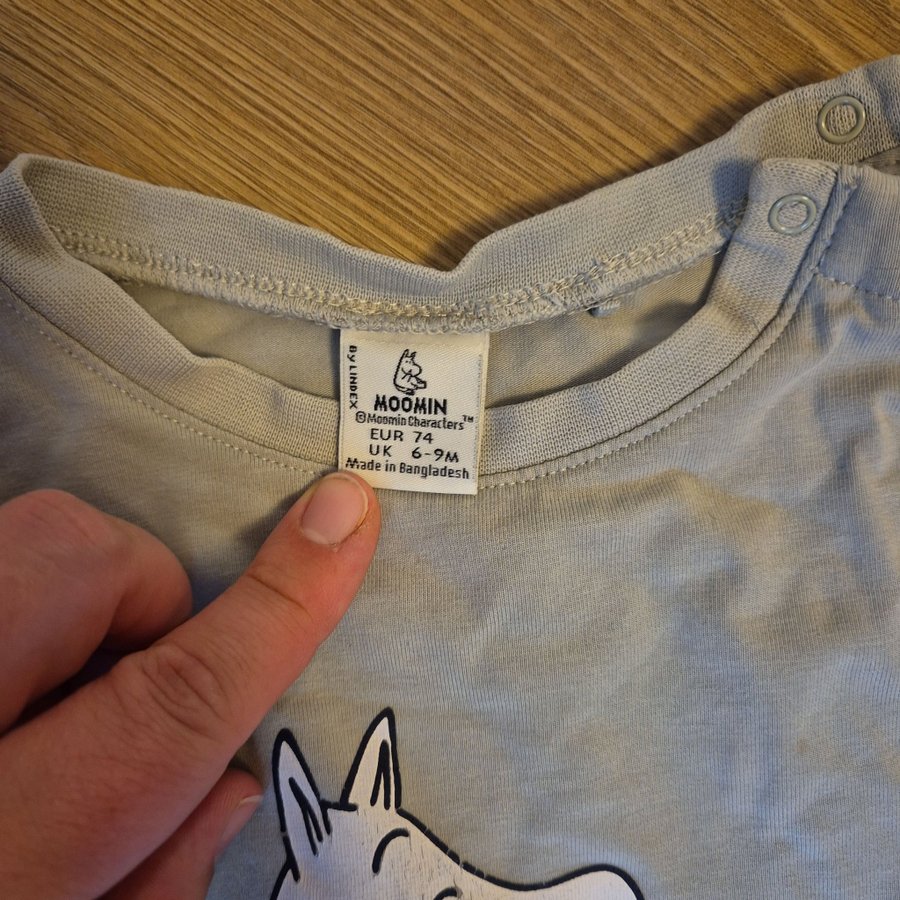 By LINDEX
MOOMIN
©Moomin Characters™
EUR 74
UK 6-9M
Made in Bangladesh